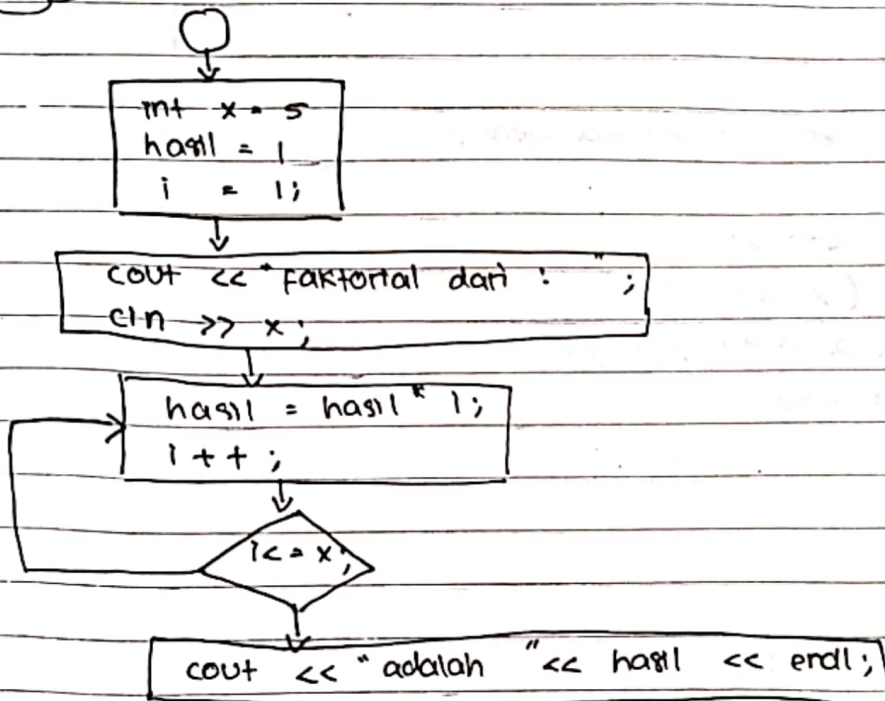 int x = 5
hasil = 1
i = 1;
cout << "faktorial dari : ";
cin >> x;
hasil = hasil * i;
i++;
i<=x;
cout << "adalah "<< hasil << endl;